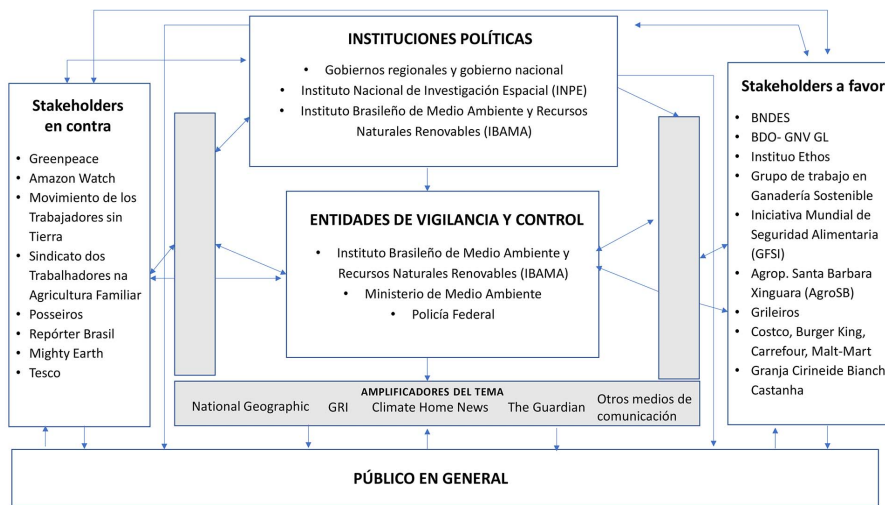 INSTITUCIONES POLÍTICAS
• Gobiernos regionales y gobierno nacional
• Instituto Nacional de Investigación Espacial (INPE)
• Instituto Brasileño de Medio Ambiente y Recursos
Naturales Renovables (IBAMA)
Stakeholders
en contra
• Greenpeace
• Amazon Watch
• Movimiento de los
Trabajadores sin
Tierra
• Sindicato dos
Trabalhadores na
Agricultura Familiar
• Posseiros
• Repórter Brasil
• Mighty Earth
• Tesco
ENTIDADES DE VIGILANCIA Y CONTROL
• Instituto Brasileño de Medio Ambiente y
Recursos Naturales Renovables (IBAMA)
• Ministerio de Medio Ambiente
• Policía Federal
Stakeholders a favor
• BNDES
• BDO- GNV GL
• Instituo Ethos
• Grupo de trabajo en
Ganadería Sostenible
• Iniciativa Mundial de
Seguridad Alimentaria
(GFSI)
• Agrop. Santa Barbara
Xinguara (AgroSB)
• Grileiros
• Costco, Burger King,
Carrefour, Malt-Mart
• Granja Cirineide Bianch
Castanha
AMPLIFICADORES DEL TEMA
National Geographic GRI Climate Home News The Guardian Otros medios de
comunicación
PÚBLICO EN GENERAL